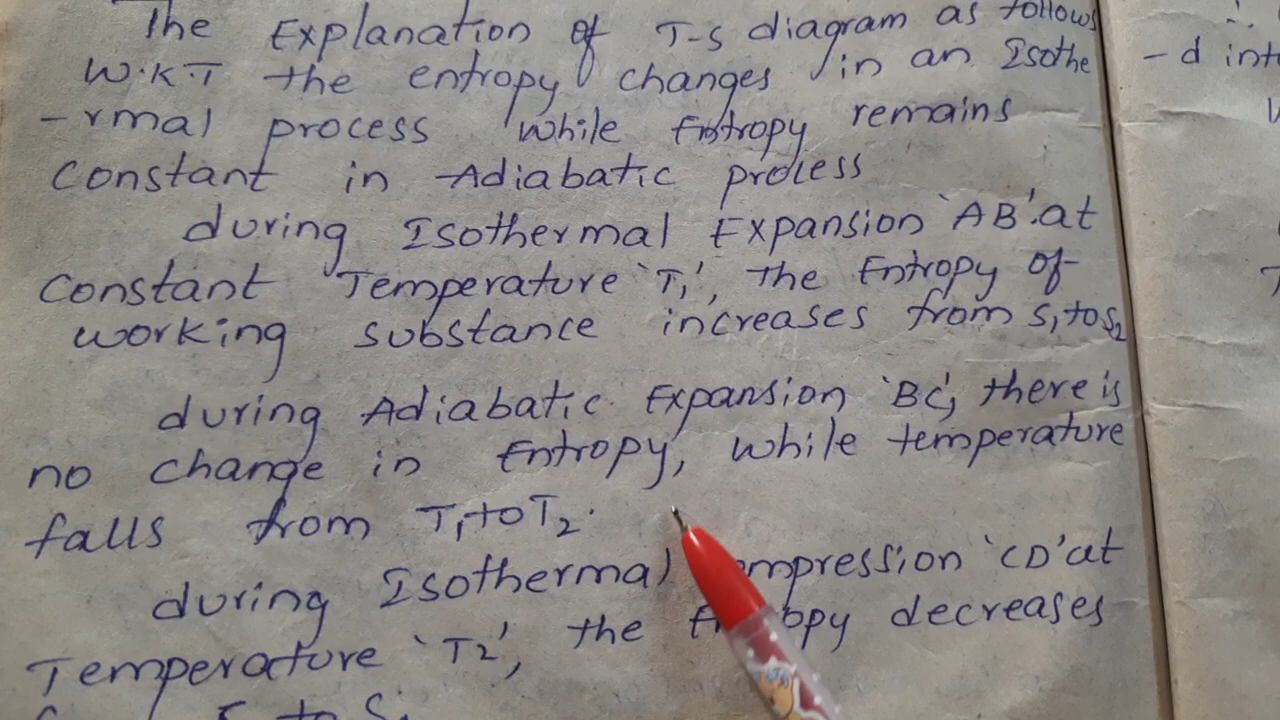 The Explanation of T-S diagram as follows
W.K.T the entropy changes in an Isothe
-rmal process while Entropy remains
constant in Adiabatic process
during Isothermal Expansion 'AB' at
constant Temperature 'T₁', the Entropy of
working substance increases from S₁ to S₂
during Adiabatic Expansion 'BC', there is
no change in Entropy, while temperature
falls from T₁ to T₂.
during Isothermal 'CD' at
Temperature 'T₂', the decreases
to S₁
- d int